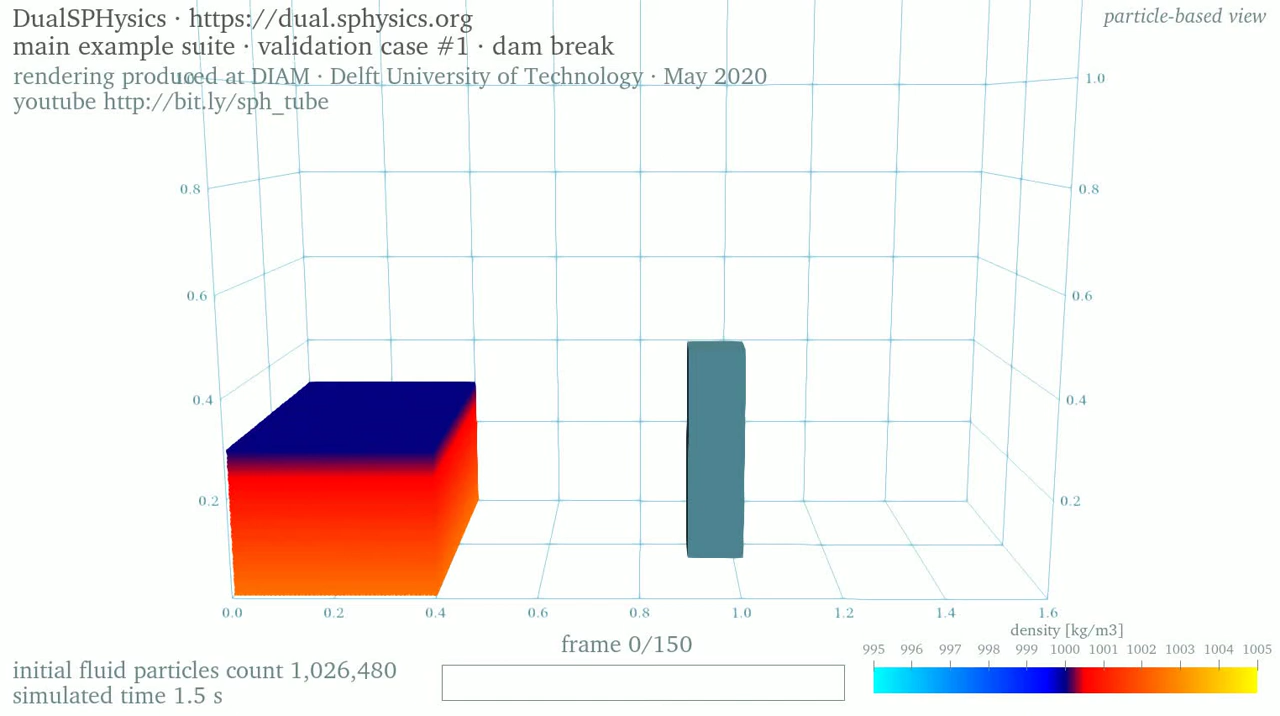 DualSPHysics · https://dual.sphysics.org
particle-based view
main example suite · validation case #1 · dam break
rendering produced at DIAM · Delft University of Technology · May 2020
youtube http://bit.ly/sph_tube
1.0 1.0
0.8 0.8
0.6 0.6
0.4 0.4
0.2 0.2
0.0 0.2 0.4 0.6 0.8 1.0 1.2 1.4 1.6
frame 0/150
density [kg/m3]
995 996 997 998 999 1000 1001 1002 1003 1004 1005
initial fluid particles count 1,026,480
simulated time 1.5 s